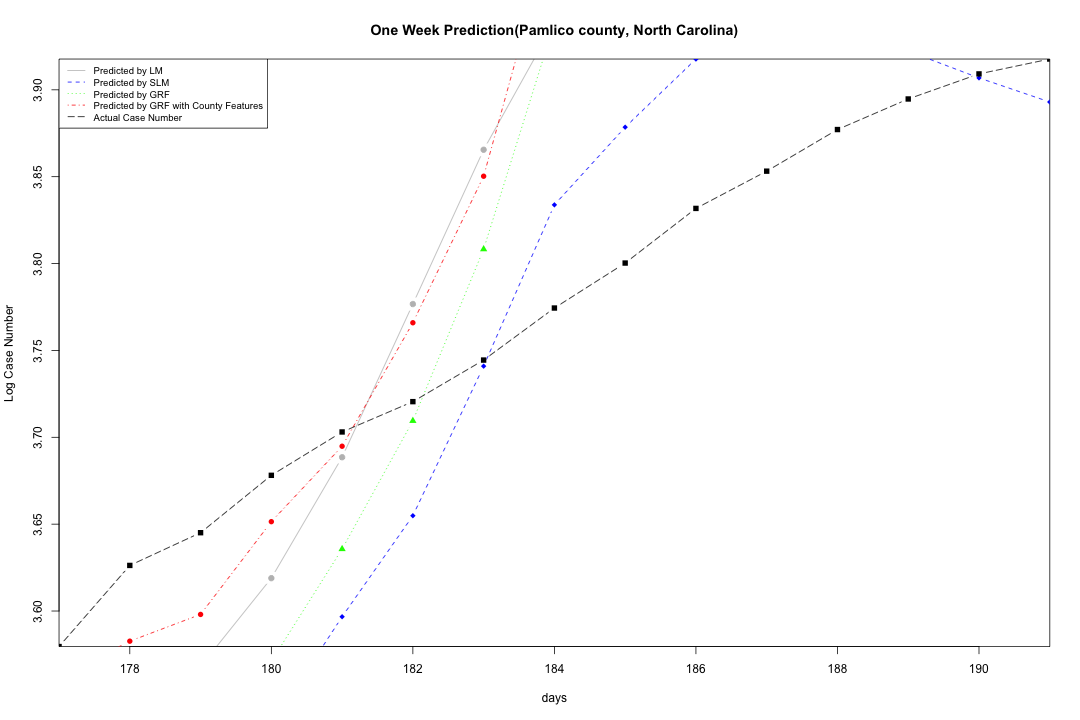 One Week Prediction(Pamlico county, North Carolina)
Predicted by LM
Predicted by SLM
Predicted by GRF
Predicted by GRF with County Features
Actual Case Number
Log Case Number
3.90
3.85
3.80
3.75
3.70
3.65
3.60
178 180 182 184 186 188 190
days